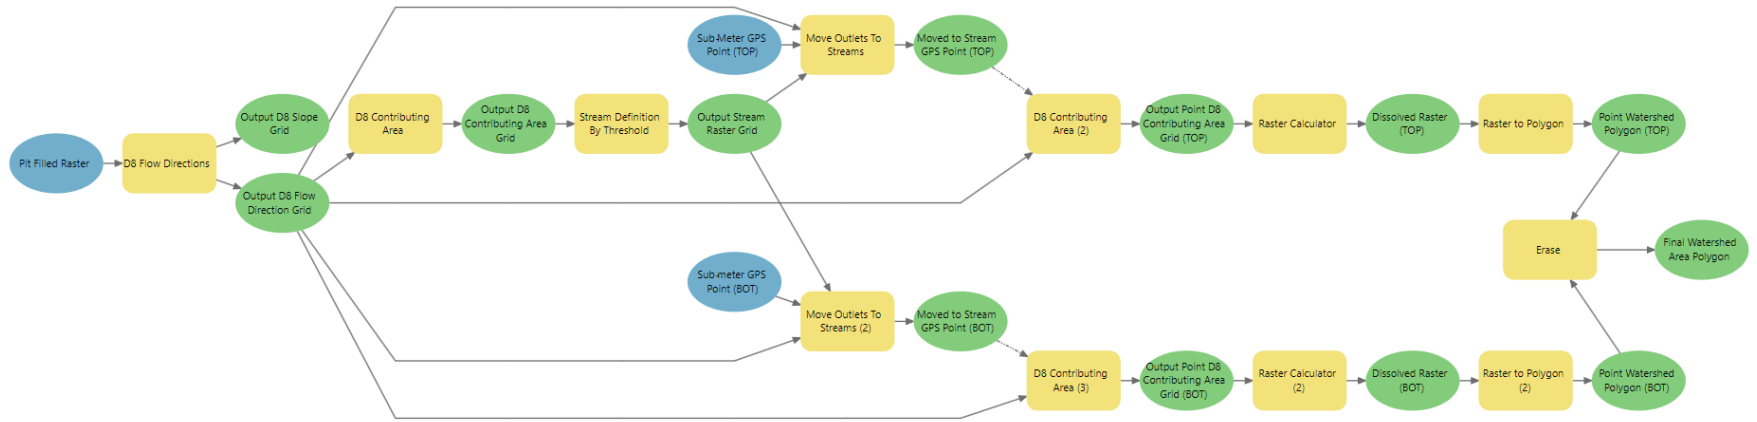 Pit Filled Raster
D8 Flow Directions
Output D8 Slope
Grid
Output D8 Flow
Direction Grid
D8 Contributing
Area
Output D8
Contributing Area
Grid
Stream Definition
By Threshold
Output Stream
Raster Grid
Sub-Meter GPS
Point (TOP)
Move Outlets To
Streams
Moved to Stream
GPS Point (TOP)
D8 Contributing
Area (2)
Output Point D8
Contributing Area
Grid (TOP)
Raster Calculator
Dissolved Raster
(TOP)
Raster to Polygon
Point Watershed
Polygon (TOP)
Erase
Final Watershed
Area Polygon
Sub-meter GPS
Point (BOT)
Move Outlets To
Streams (2)
Moved to Stream
GPS Point (BOT)
D8 Contributing
Area (3)
Output Point D8
Contributing Area
Grid (BOT)
Raster Calculator
(2)
Dissolved Raster
(BOT)
Raster to Polygon
(2)
Point Watershed
Polygon (BOT)